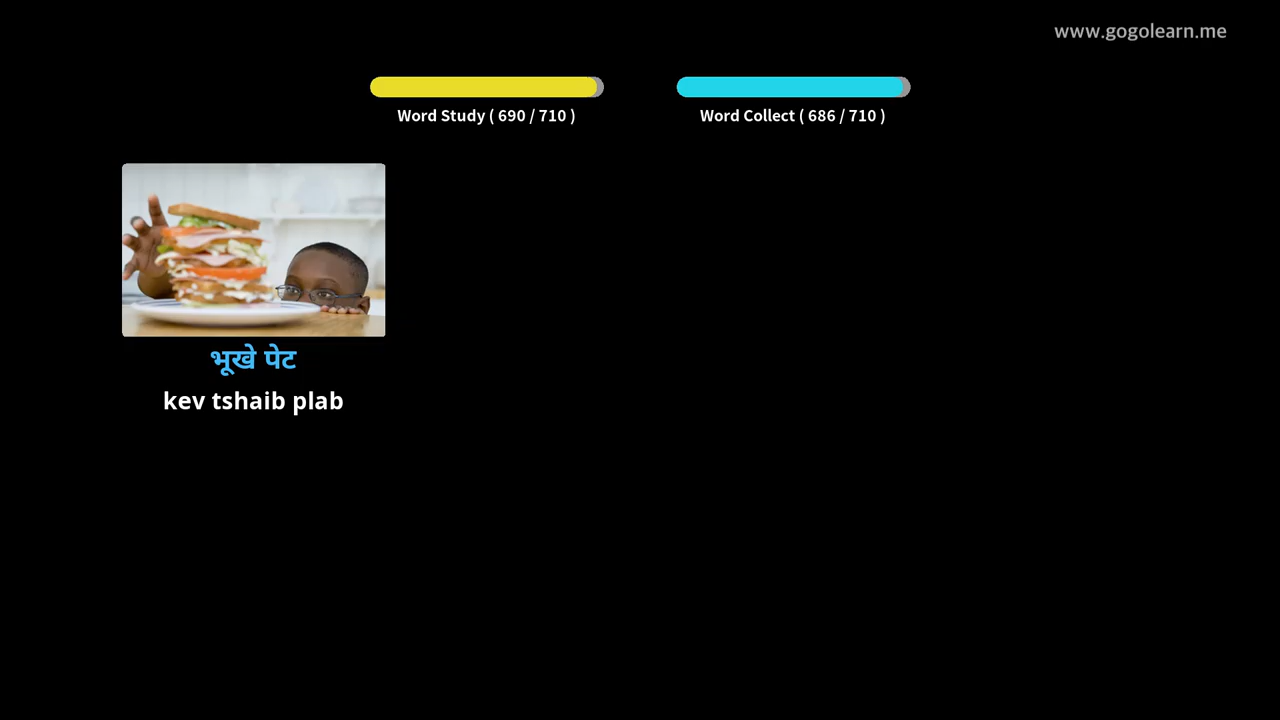 www.gogolearn.me
Word Study ( 690 / 710 )
Word Collect ( 686 / 710 )
भूखे पेट
kev tshaib plab